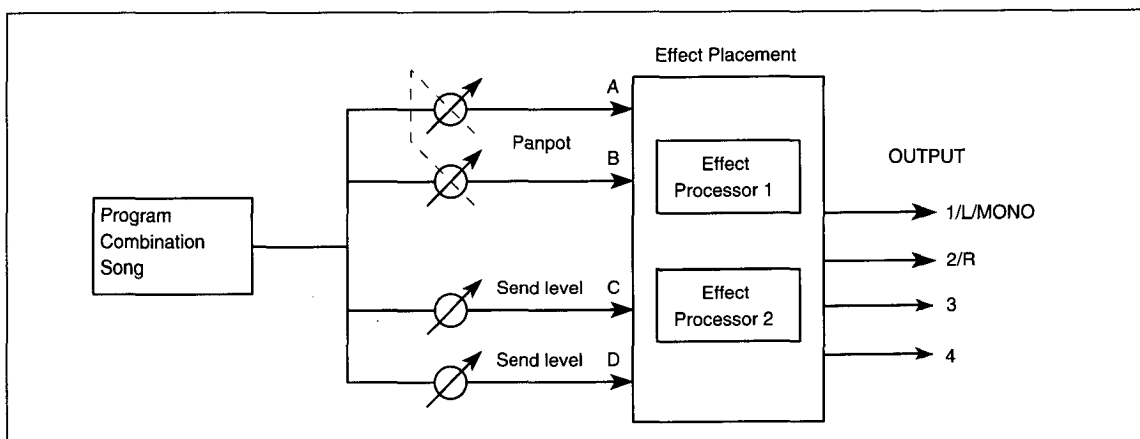 Effect Placement
A
Panpot
B
Effect
Processor 1
OUTPUT
1/L/MONO
Program
Combination
Song
2/R
Send level C
Effect
Processor 2
3
Send level D
4